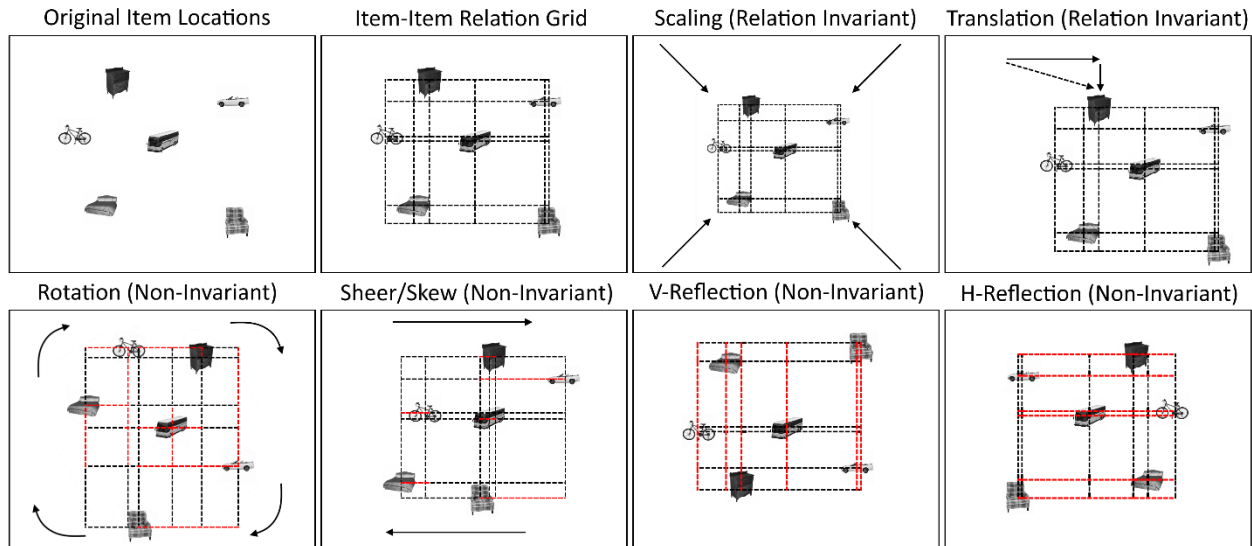 Original Item Locations
Item-Item Relation Grid
Scaling (Relation Invariant)
Translation (Relation Invariant)
Rotation (Non-Invariant)
Sheer/Skew (Non-Invariant)
V-Reflection (Non-Invariant)
H-Reflection (Non-Invariant)